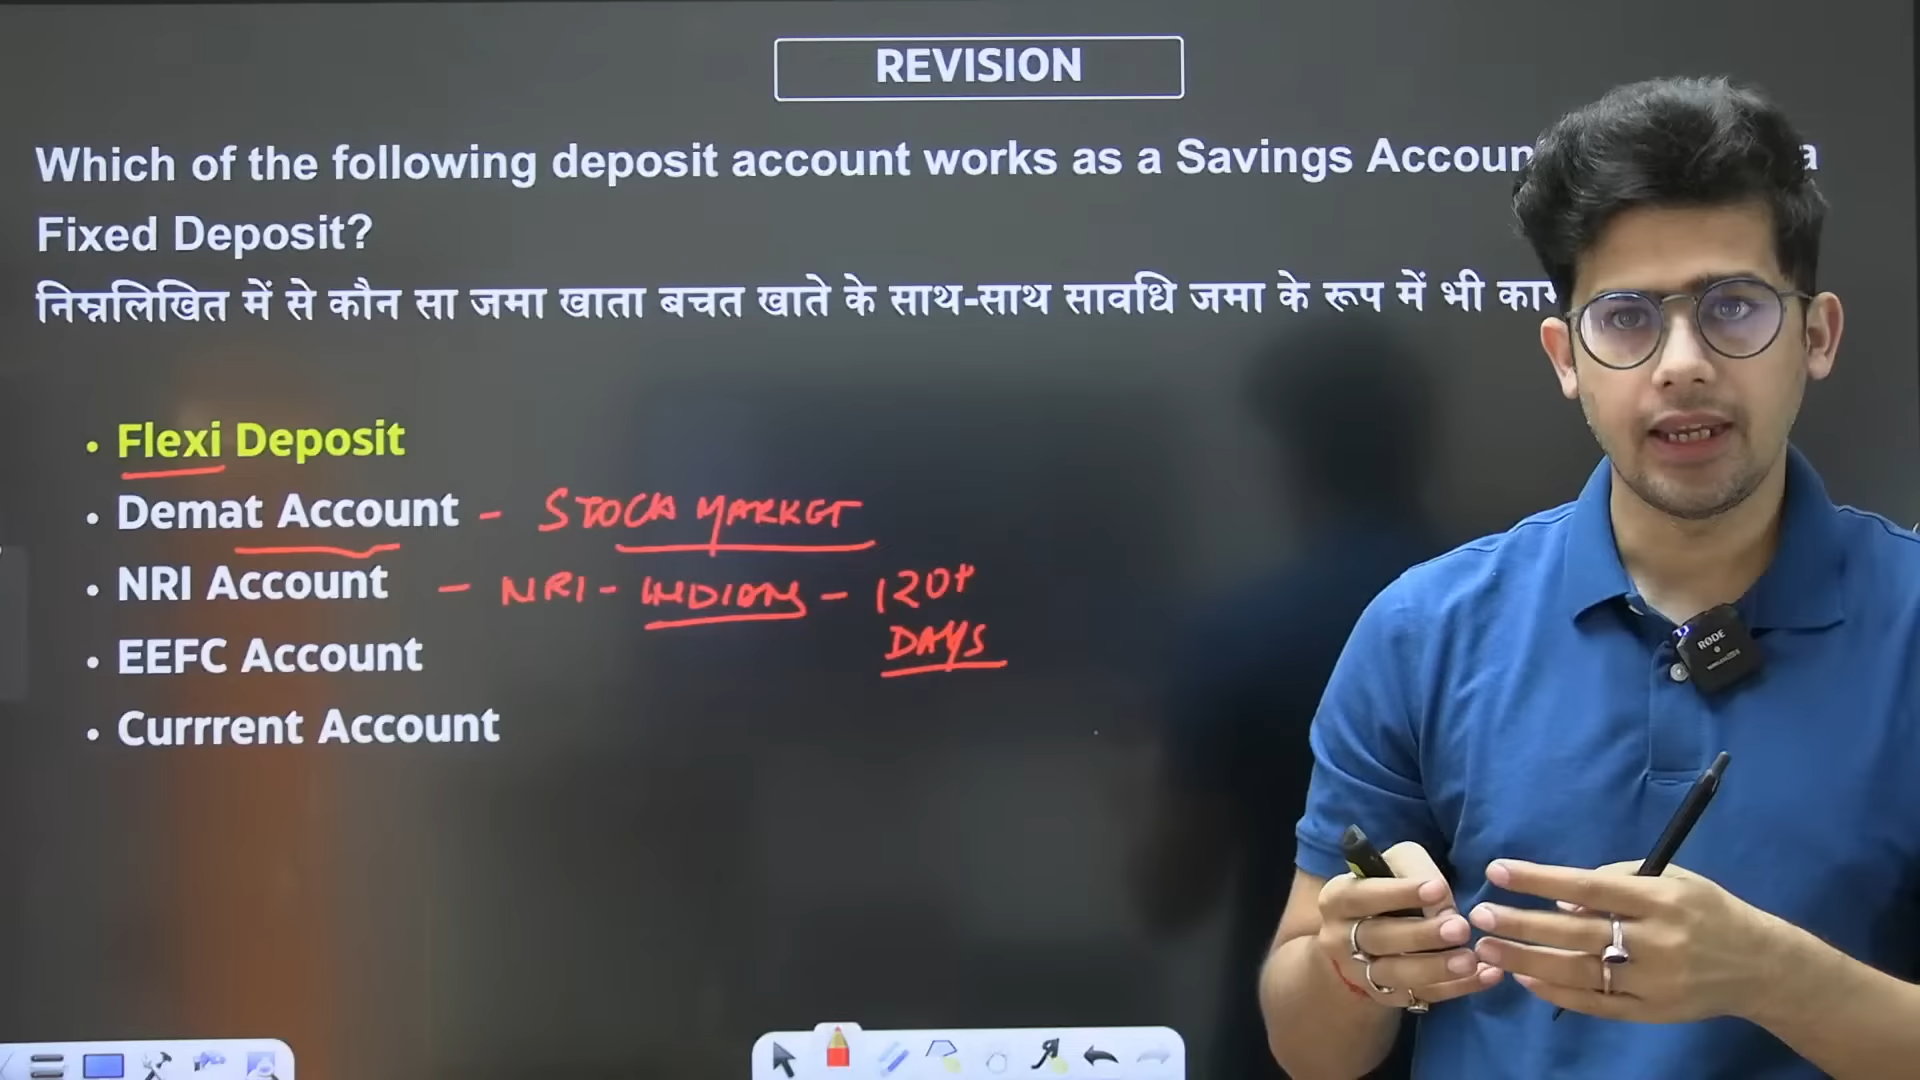 REVISION
Which of the following deposit account works as a Savings Accoun a
Fixed Deposit?
निम्नलिखित में से कौन सा जमा खाता बचत खाते के साथ-साथ सावधि जमा के रूप में भी
• Flexi Deposit
• Demat Account - STOCK MARKET
• NRI Account - NRI - INDIANS - 120+
DAYS
• EEFC Account
• Currrent Account
RODE